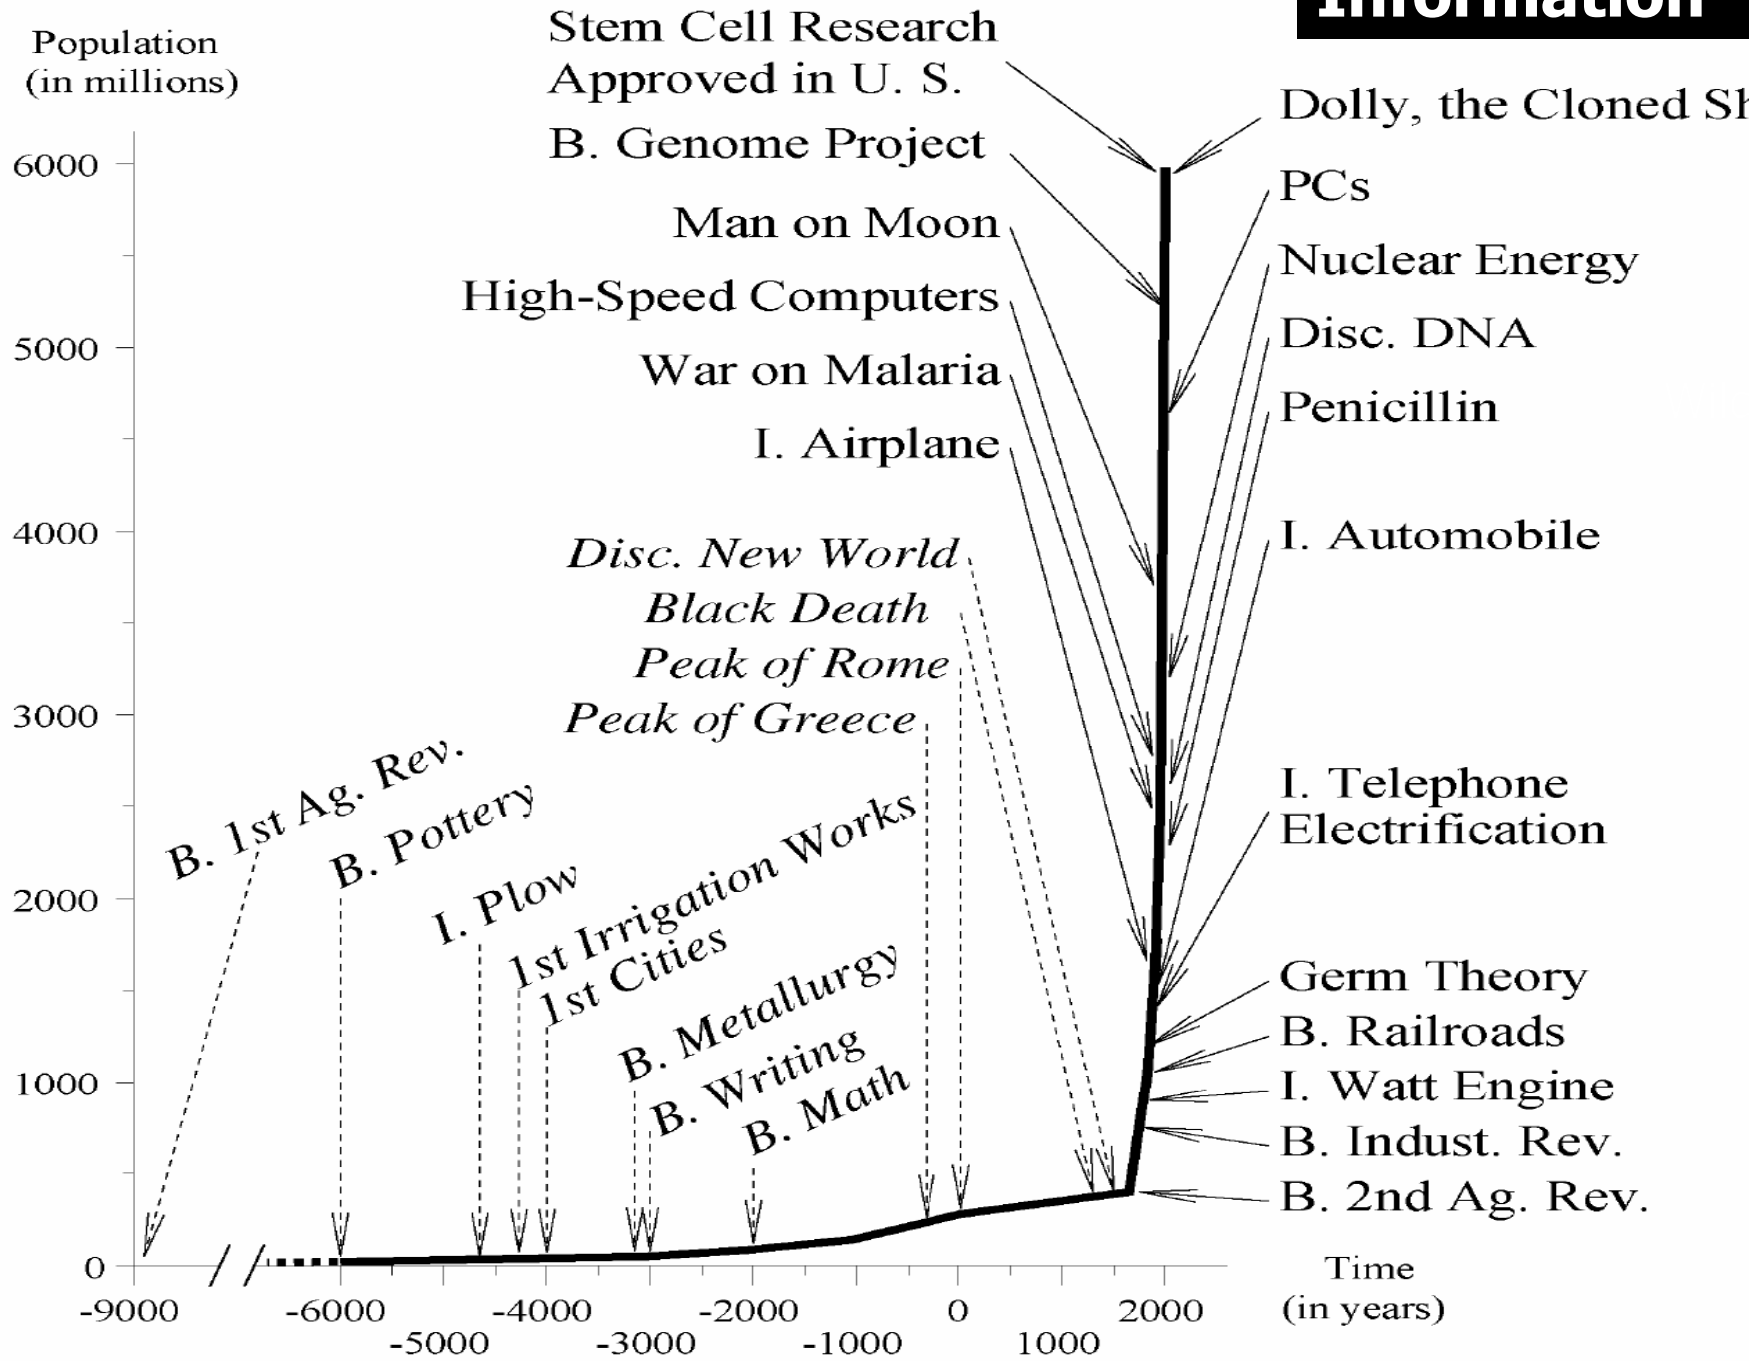 Information
Population
(in millions)
Stem Cell Research
Approved in U. S.
B. Genome Project
Man on Moon
High-Speed Computers
War on Malaria
I. Airplane
Disc. New World
Black Death
Peak of Rome
Peak of Greece
B. 1st Ag. Rev.
B. Pottery
I. Plow
1st Irrigation Works
1st Cities
B. Metallurgy
B. Writing
B. Math
Dolly, the Cloned
PCs
Nuclear Energy
Disc. DNA
Penicillin
I. Automobile
I. Telephone
Electrification
Germ Theory
B. Railroads
I. Watt Engine
B. Indust. Rev.
B. 2nd Ag. Rev.
6000
5000
4000
3000
2000
1000
0
-9000 -6000 -4000 -2000 0 2000
-5000 -3000 -1000 1000
Time
(in years)